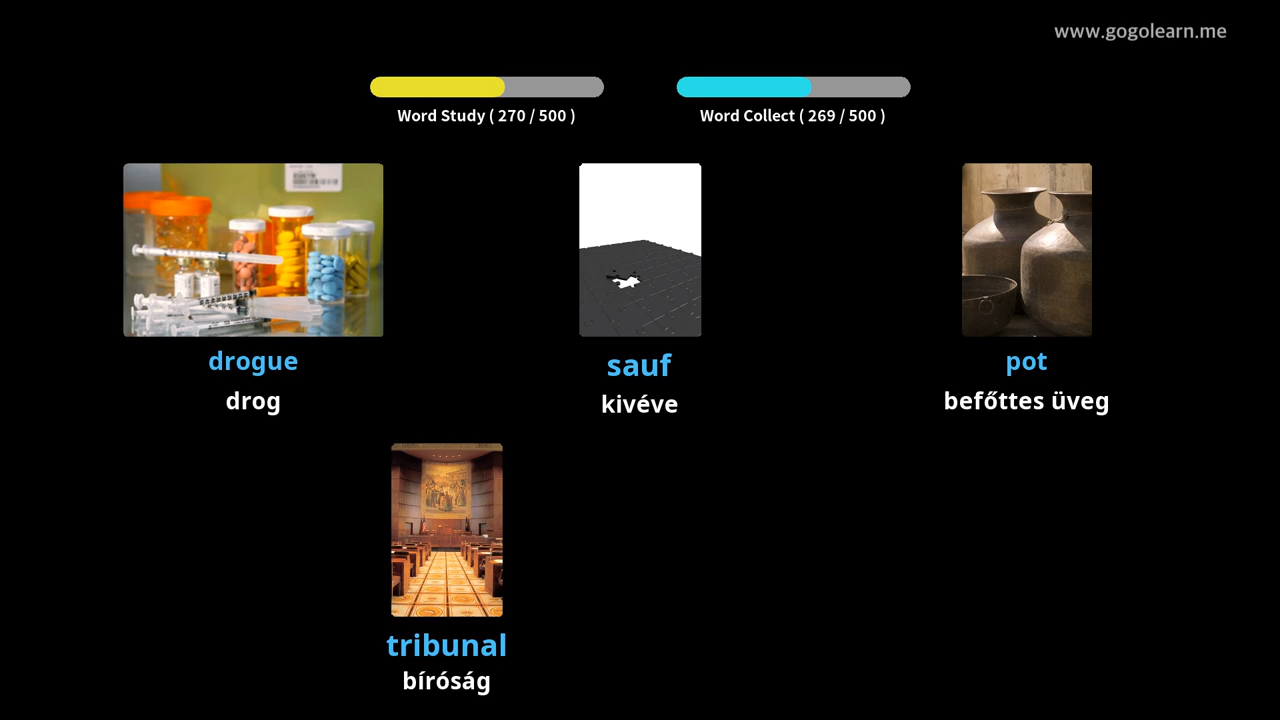 www.gogolearn.me
Word Study ( 270 / 500 )
Word Collect ( 269 / 500 )
drogue
drog
sauf
kivéve
pot
befőttes üveg
tribunal
bíróság